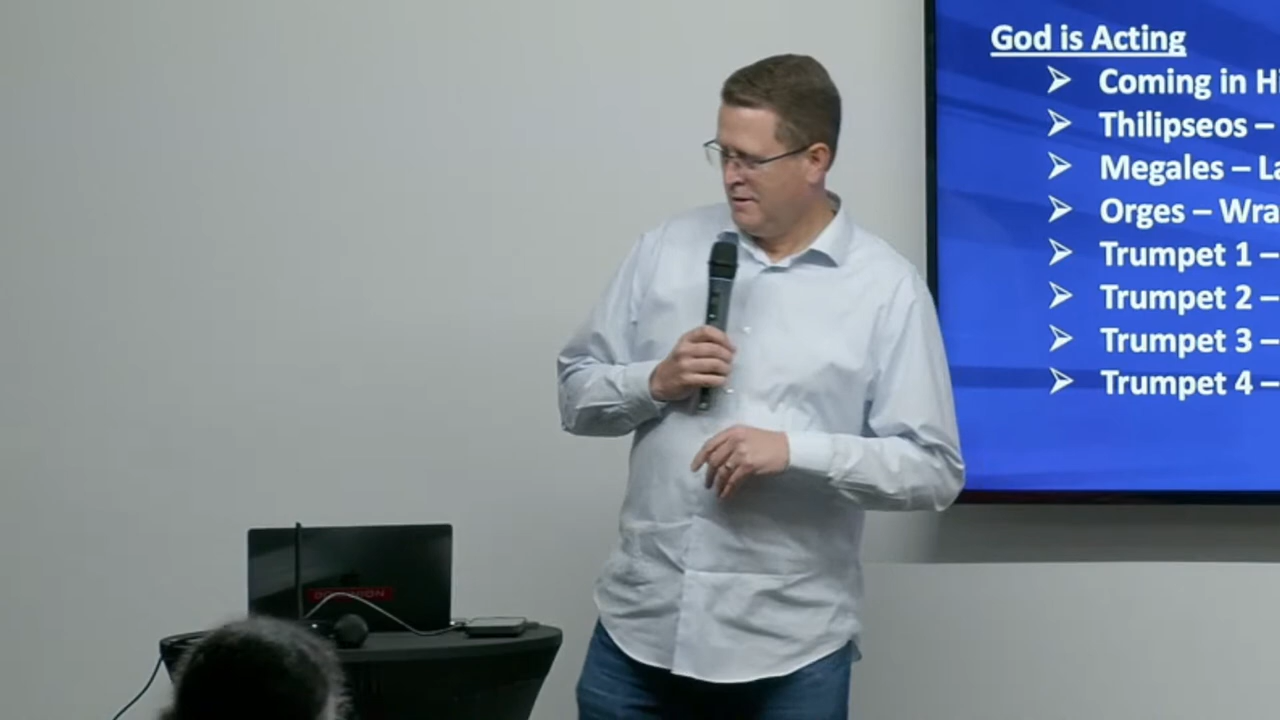 God is Acting
➢ Coming in Hi
➢ Thilipseos –
➢ Megales – La
➢ Orges – Wra
➢ Trumpet 1 –
➢ Trumpet 2 –
➢ Trumpet 3 –
➢ Trumpet 4 –